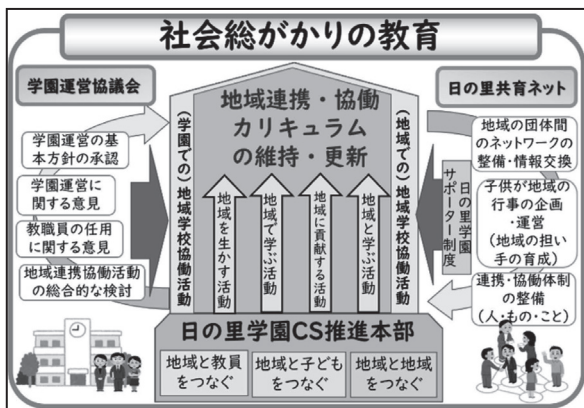 社会総がかりの教育
学園運営協議会
学園運営の基
本方針の承認
学園運営に
関する意見
教職員の任用
に関する意見
地域連携協働活動
の総合的な検討
(学園での)地域学校協働活動
地域連携・協働
カリキュラム
の維持・更新
地域を生かす活動
地域で学ぶ活動
地域に貢献する活動
地域と学ぶ活動
(地域での)地域学校協働活動
日の里学園CS推進本部
地域と教員
をつなぐ
地域と子ども
をつなぐ
地域と地域
をつなぐ
日の里共育ネット
地域の団体間
のネットワークの
整備・情報交換
日の里学園
サポーター制度
子供が地域の
行事の企画
・運営
(地域の担い
手の育成)
連携・協働体制
の整備
(人・もの・こと)